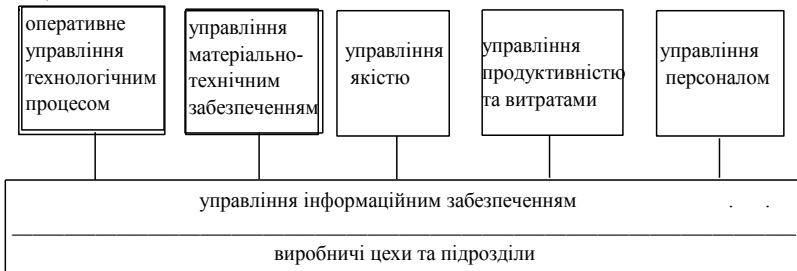 оперативне
управління
технологічним
процесом
управління
матеріально-
технічним
забезпеченням
управління
якістю
управління
продуктивністю
та витратами
управління
персоналом
управління інформаційним забезпеченням . .
виробничі цехи та підрозділи